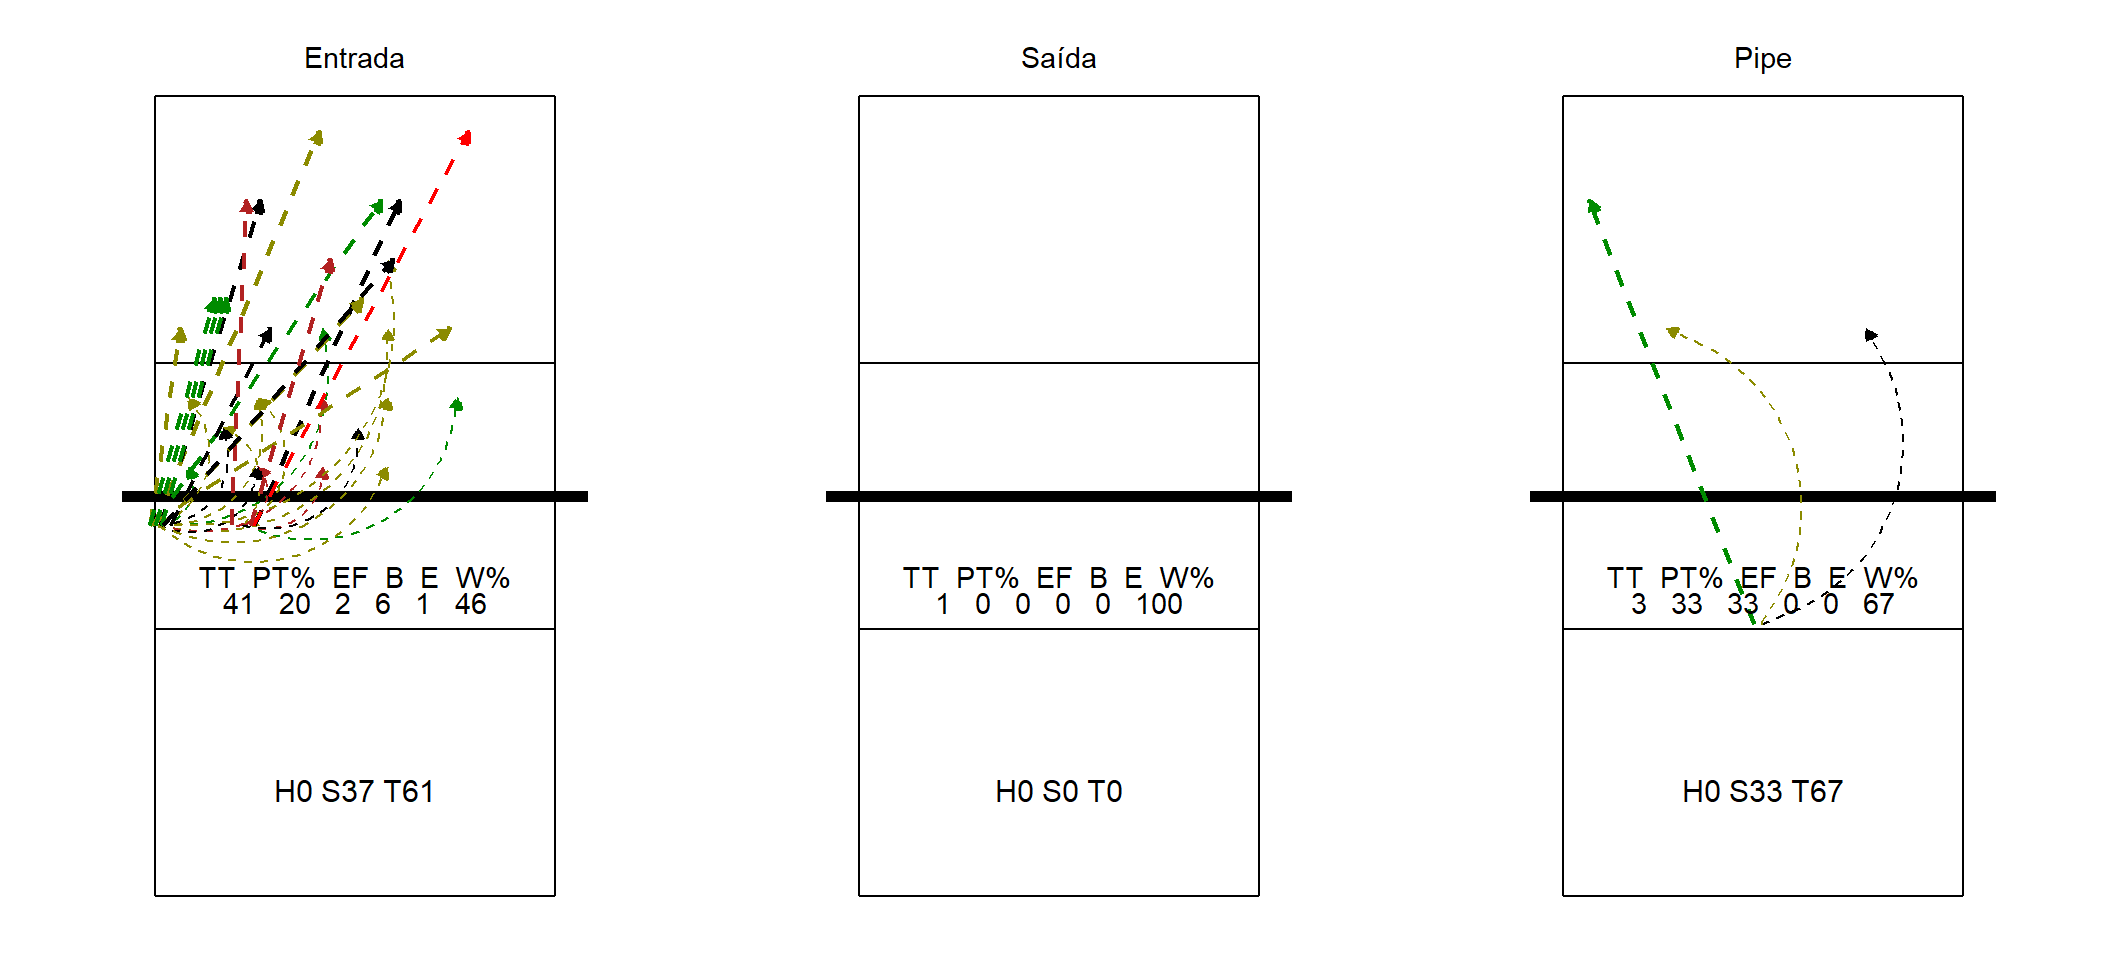 Entrada
TT PT% EF B E W%
41 20 2 6 1 46
H0 S37 T61
Saída
TT PT% EF B E W%
1 0 0 0 0 100
H0 S0 T0
Pipe
TT PT% EF B E W%
3 33 33 0 0 67
H0 S33 T67